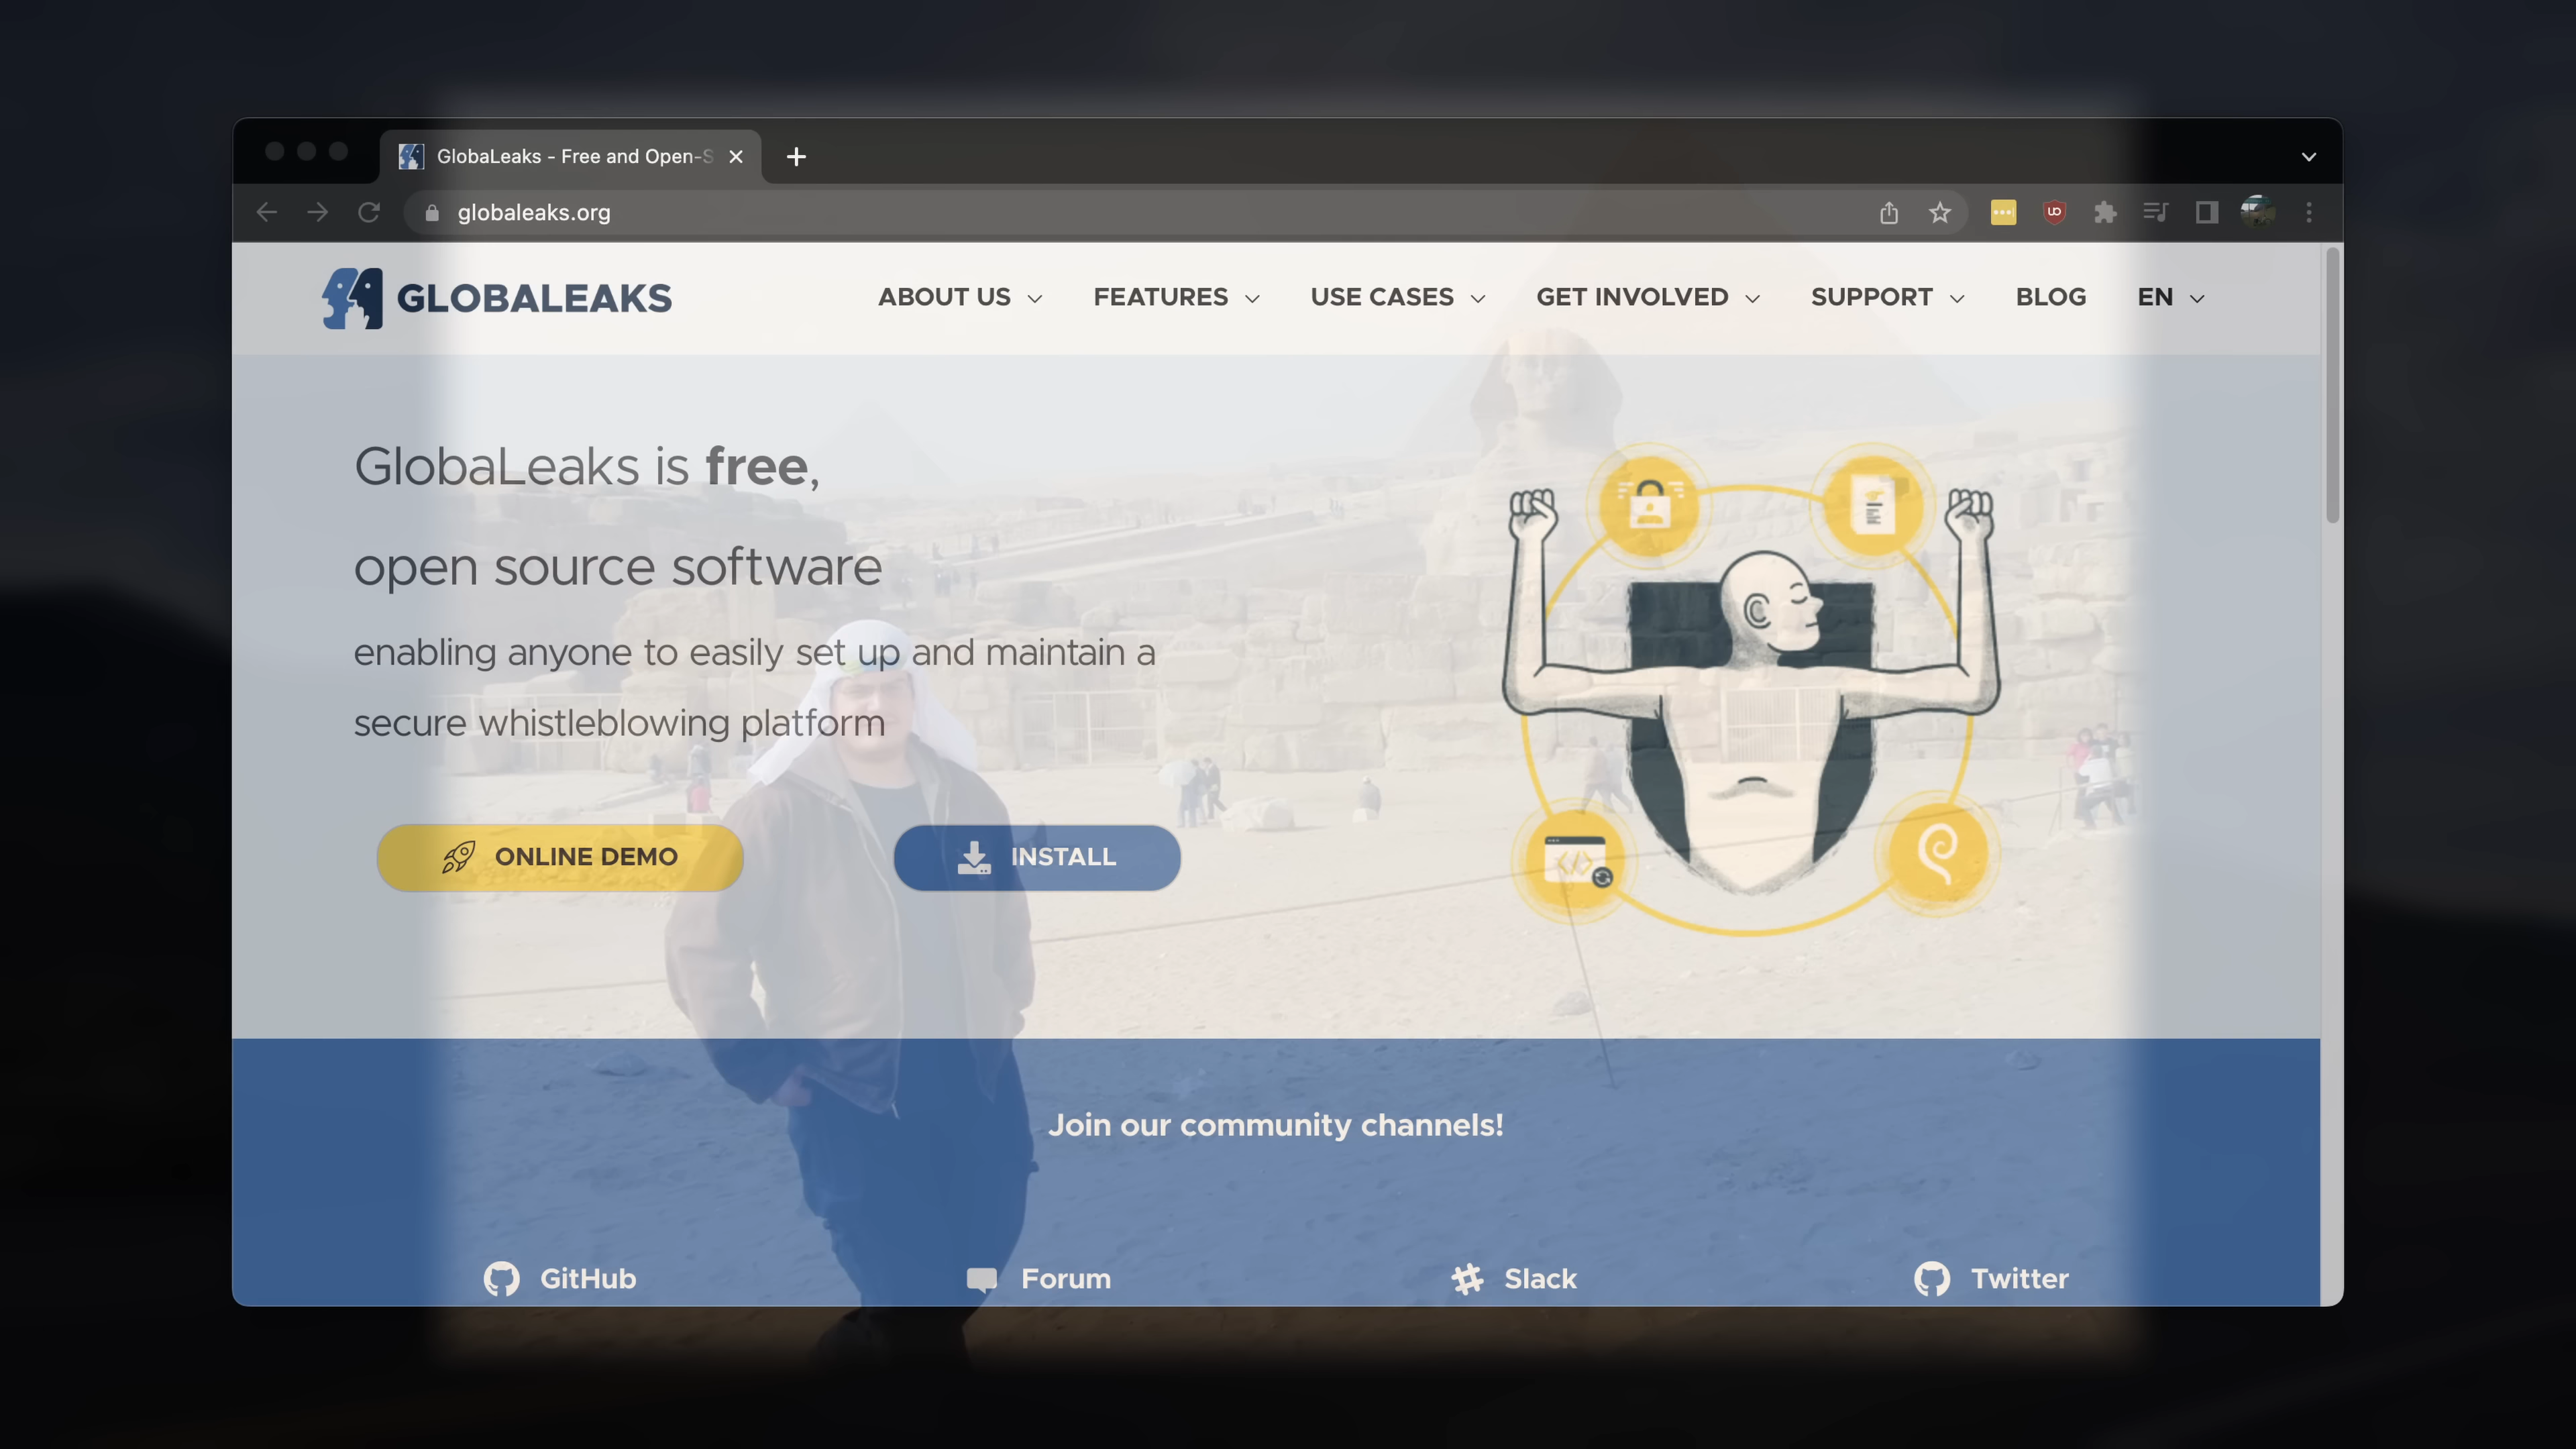 GlobaLeaks - Free and Open-S
globaleaks.org
GLOBALEAKS
ABOUT US
FEATURES
USE CASES
GET INVOLVED
SUPPORT
BLOG
EN
GlobaLeaks is free,
open source software
enabling anyone to easily set up and maintain a
secure whistleblowing platform
ONLINE DEMO
INSTALL
Join our community channels!
GitHub
Forum
Slack
Twitter